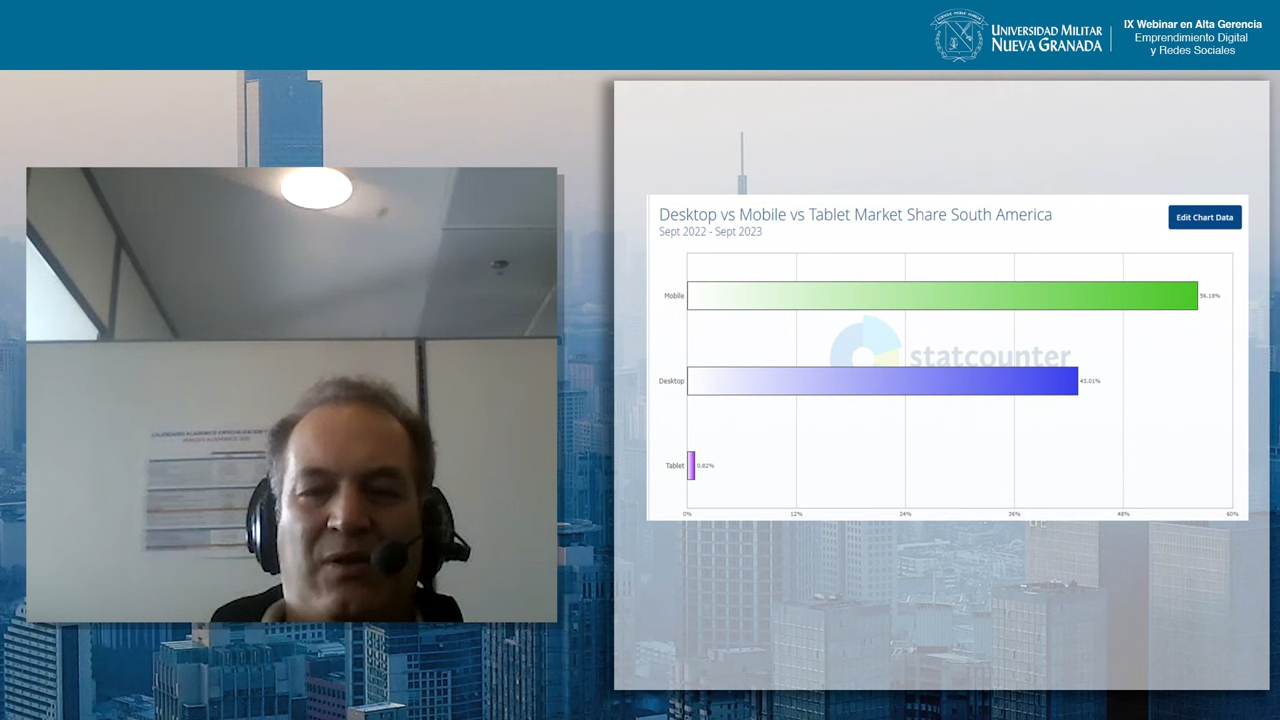 UNIVERSIDAD MILITAR
NUEVA GRANADA
IX Webinar en Alta Gerencia
Emprendimiento Digital
y Redes Sociales
Desktop vs Mobile vs Tablet Market Share South America
Sept 2022 - Sept 2023
Edit Chart Data
Mobile
56.18%
statcounter
Desktop
43.01%
Tablet
0.82%
0%
12%
24%
36%
48%
60%